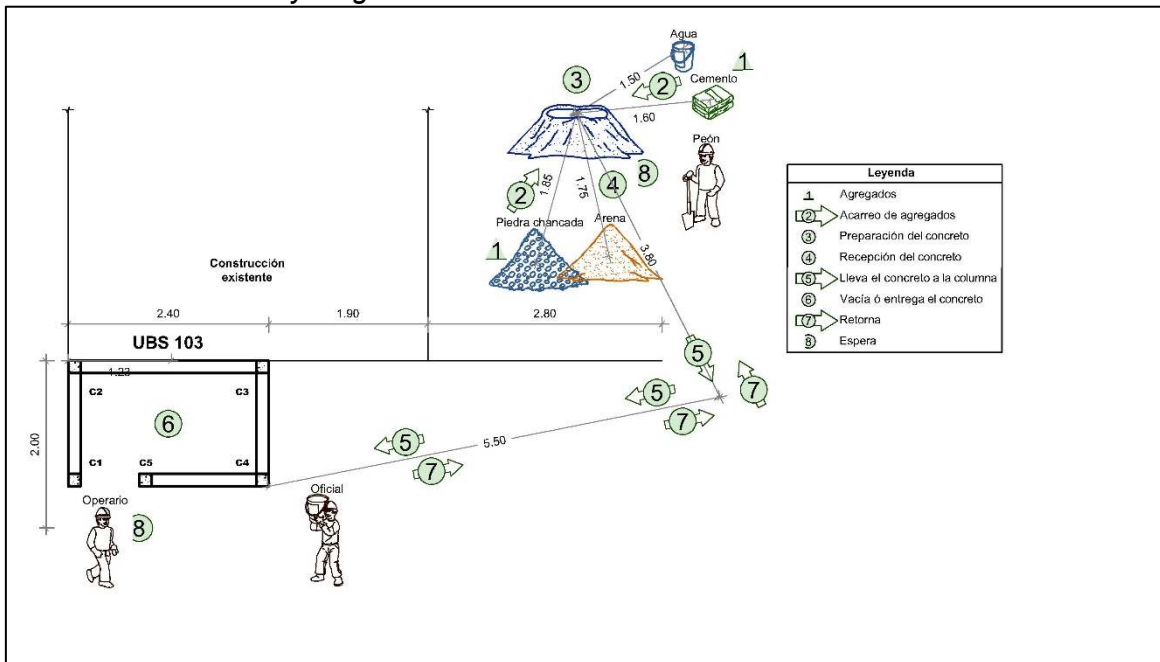 Agua
1
3
1.50
2
Cemento
1.60
Peón
8
4
1.85
2
1.75
Piedra chancada
Arena
1
3.80
Leyenda
1 Agregados
2 Acarreo de agregados
3 Preparación del concreto
4 Recepción del concreto
5 Lleva el concreto a la columna
6 Vacía ó entrega el concreto
7 Retorna
8 Espera
Construcción
existente
2.40
1.90
2.80
UBS 103
1.23
C2
C3
6
2.00
C1
C5
C4
5
5
7
7
5.50
5
7
Operario
8
Oficial